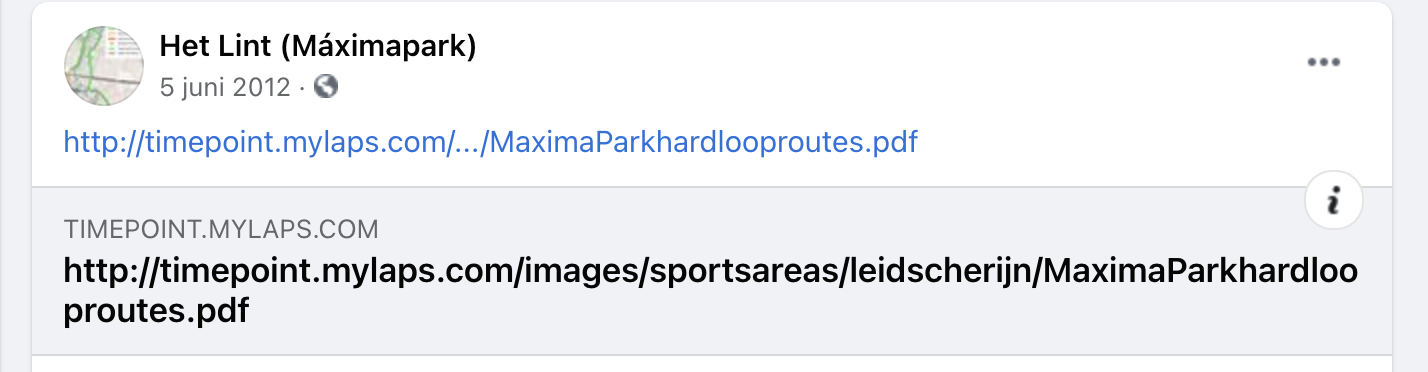 Het Lint (Máximapark)
5 juni 2012 ·
http://timepoint.mylaps.com/.../MaximaParkhardlooproutes.pdf
i
TIMEPOINT.MYLAPS.COM
http://timepoint.mylaps.com/images/sportsareas/leidscherijn/MaximaParkhardloo
proutes.pdf